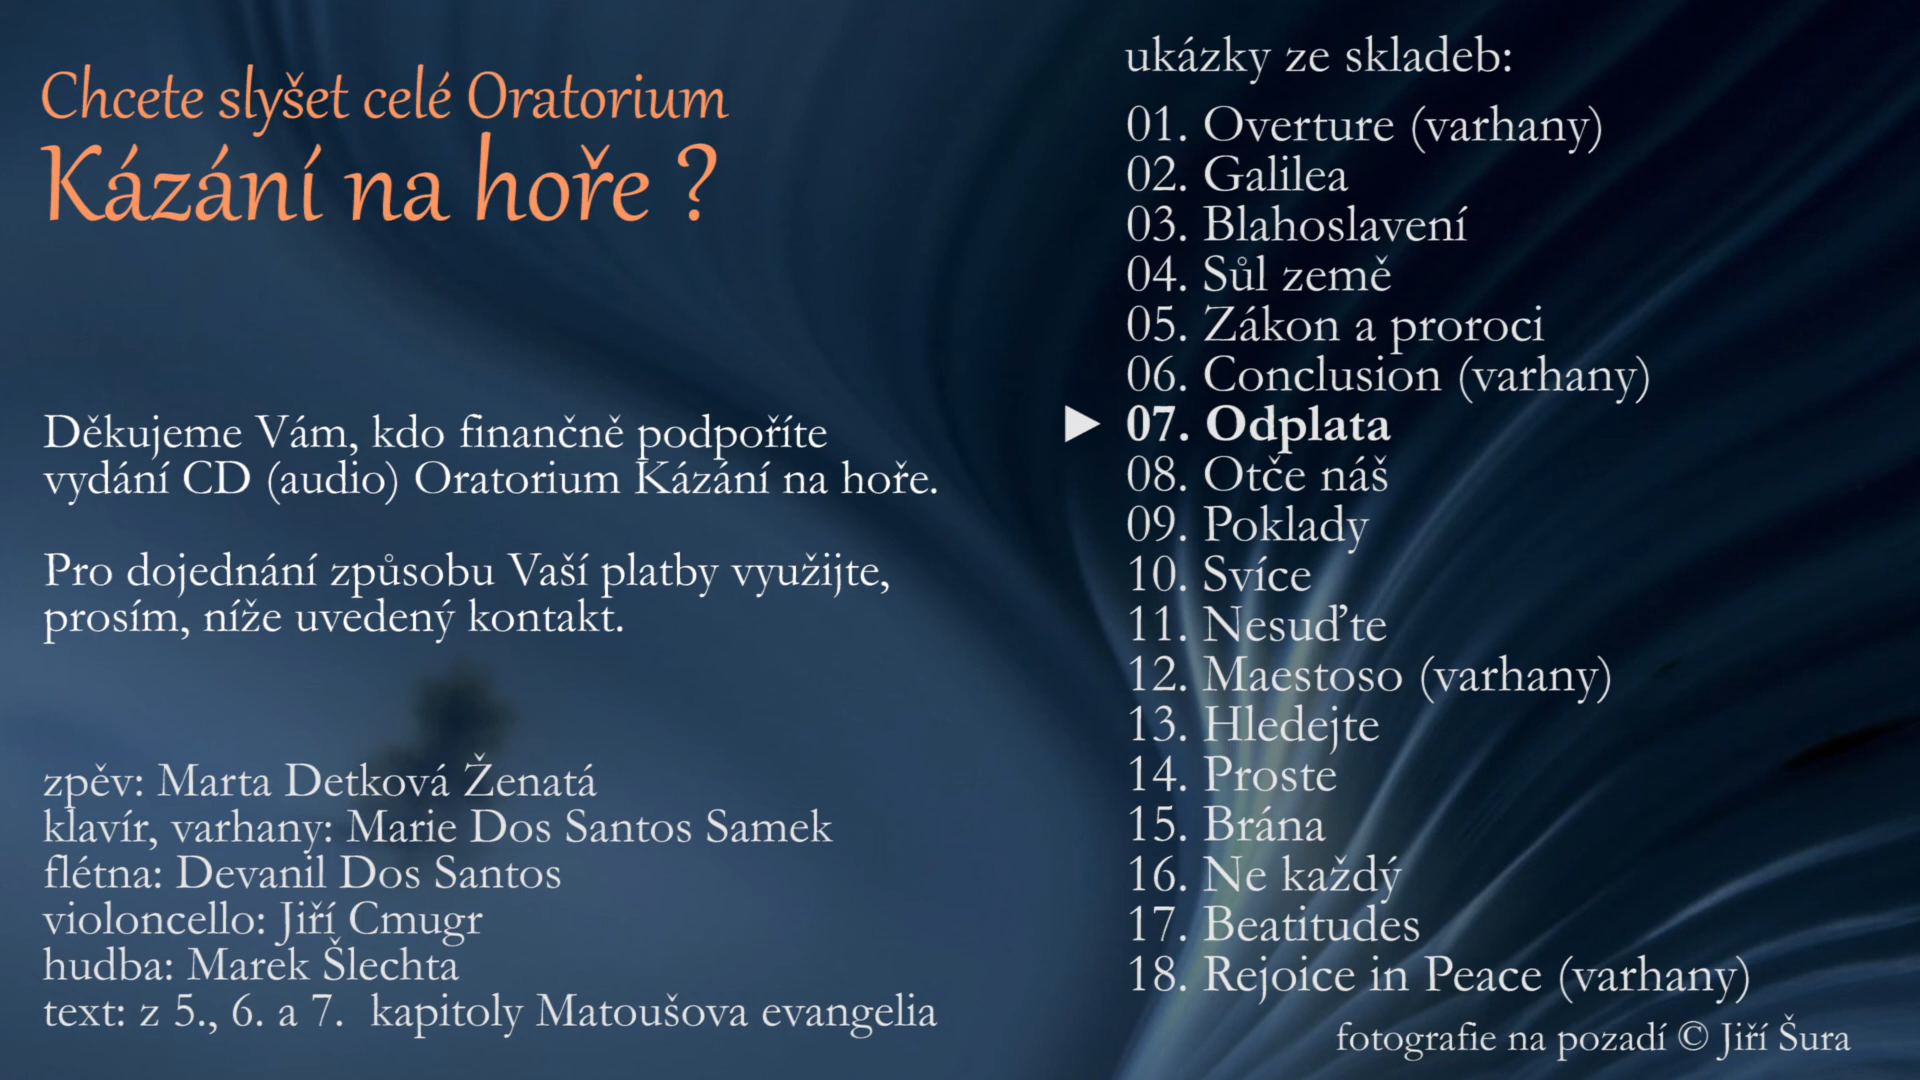 Chcete slyšet celé Oratorium
Kázání na hoře ?
Děkujeme Vám, kdo finančně podpoříte
vydání CD (audio) Oratorium Kázání na hoře.
Pro dojednání způsobu Vaší platby využijte,
prosím, níže uvedený kontakt.
zpěv: Marta Detková Ženatá
klavír, varhany: Marie Dos Santos Samek
flétna: Devanil Dos Santos
violoncello: Jiří Cmugr
hudba: Marek Šlechta
text: z 5., 6. a 7. kapitoly Matoušova evangelia
ukázky ze skladeb:
01. Overture (varhany)
02. Galilea
03. Blahoslavení
04. Sůl země
05. Zákon a proroci
06. Conclusion (varhany)
► 07. Odplata
08. Otče náš
09. Poklady
10. Svíce
11. Nesuďte
12. Maestoso (varhany)
13. Hledejte
14. Proste
15. Brána
16. Ne každý
17. Beatitudes
18. Rejoice in Peace (varhany)
fotografie na pozadí © Jiří Šura